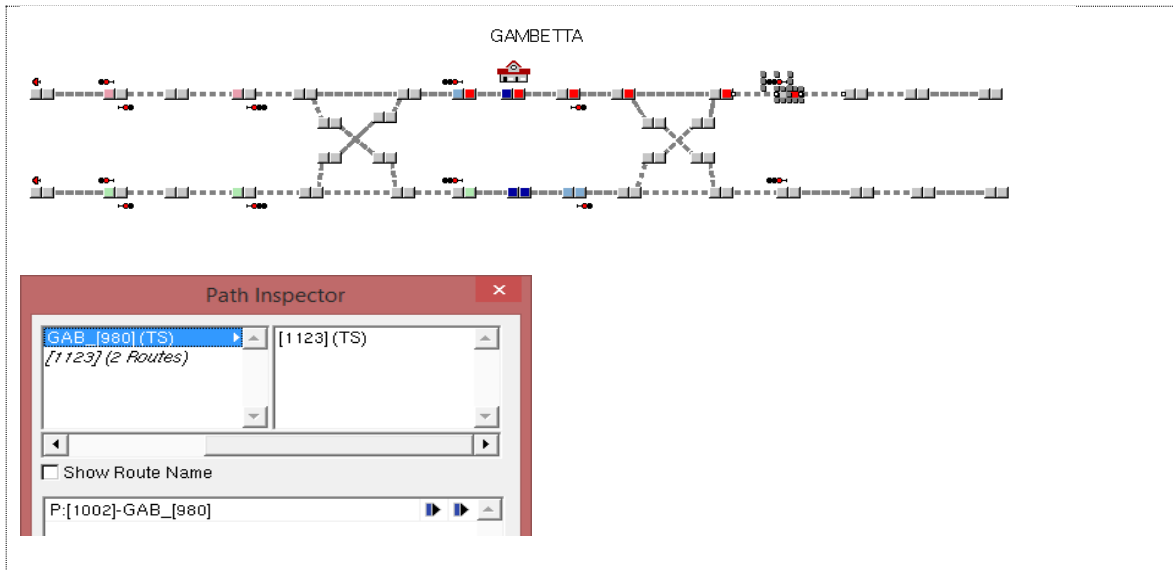 GAMBETTA
Path Inspector
GAB_[980] (TS)
[1123] (TS)
[1123] (2 Routes)
Show Route Name
P:[1002]-GAB_[980]